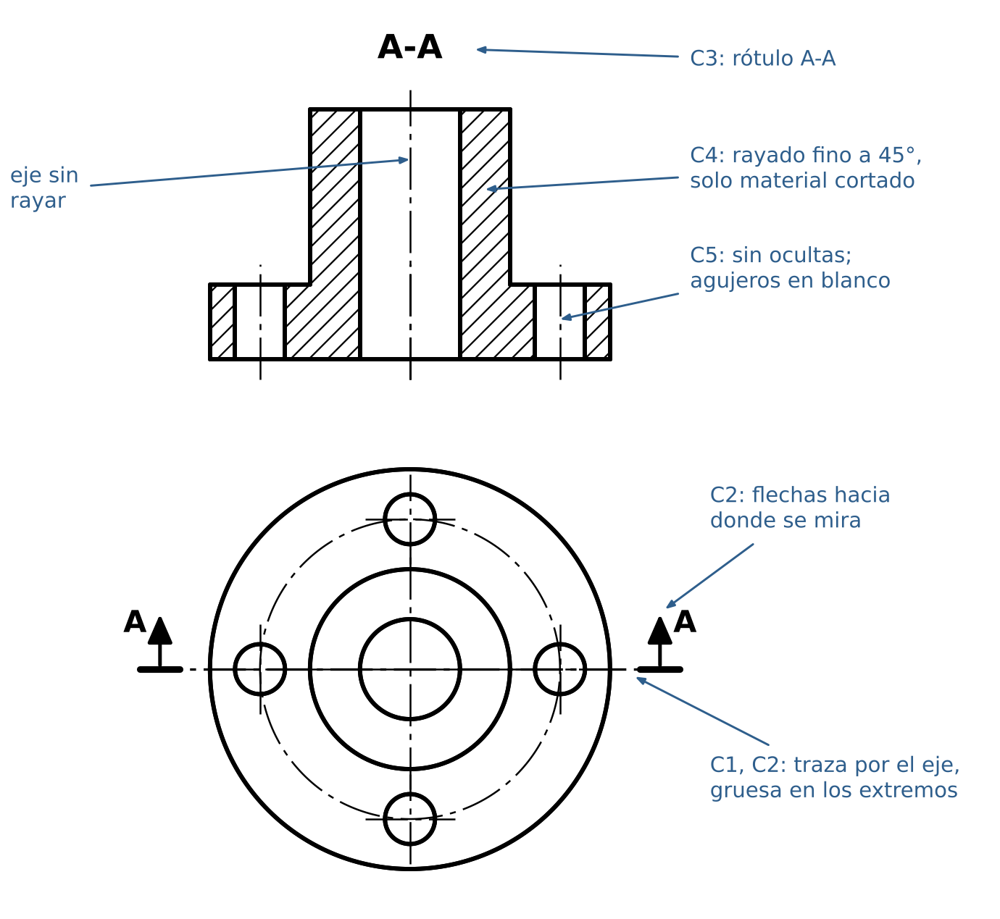 A-A
C3: rótulo A-A
C4: rayado fino a 45°,
solo material cortado
eje sin
rayar
C5: sin ocultas;
agujeros en blanco
C2: flechas hacia
donde se mira
A
A
C1, C2: traza por el eje,
gruesa en los extremos